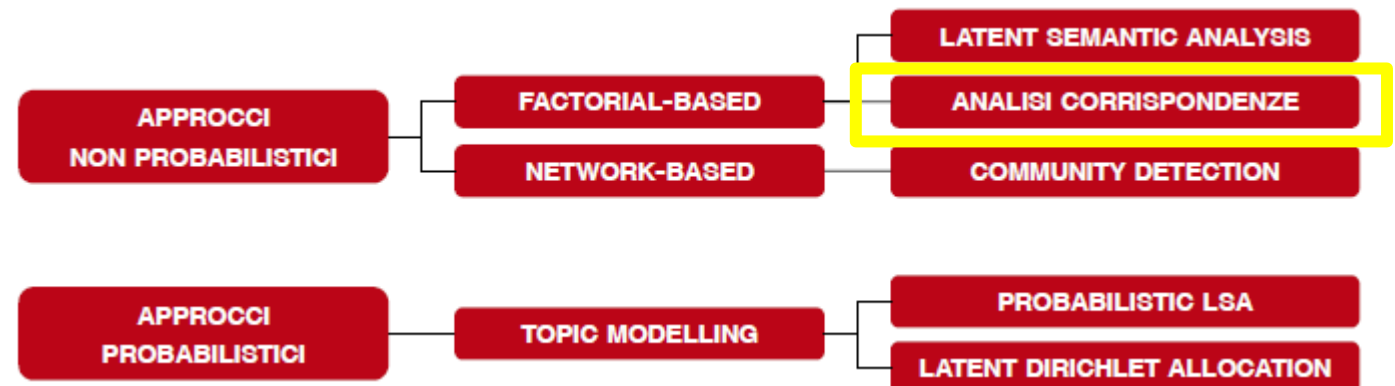 LATENT SEMANTIC ANALYSIS
APPROCCI
NON PROBABILISTICI
FACTORIAL-BASED
ANALISI CORRISPONDENZE
NETWORK-BASED
COMMUNITY DETECTION
APPROCCI
PROBABILISTICI
TOPIC MODELLING
PROBABILISTIC LSA
LATENT DIRICHLET ALLOCATION